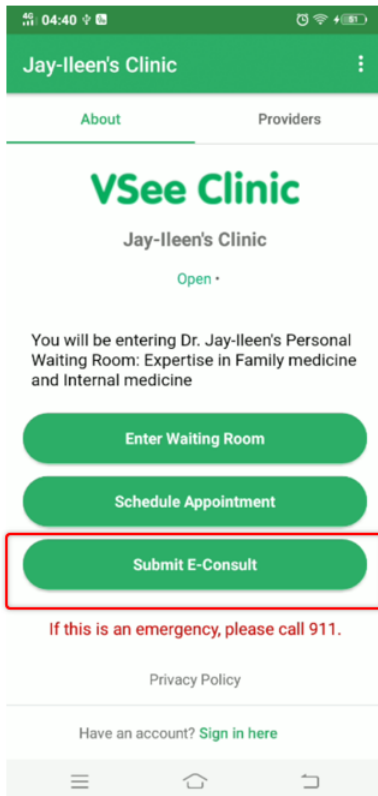 4G 04:40
Jay-Ileen's Clinic
About
Providers
VSee Clinic
Jay-Ileen's Clinic
Open •
You will be entering Dr. Jay-Ileen's Personal
Waiting Room: Expertise in Family medicine
and Internal medicine
Enter Waiting Room
Schedule Appointment
Submit E-Consult
If this is an emergency, please call 911.
Privacy Policy
Have an account? Sign in here